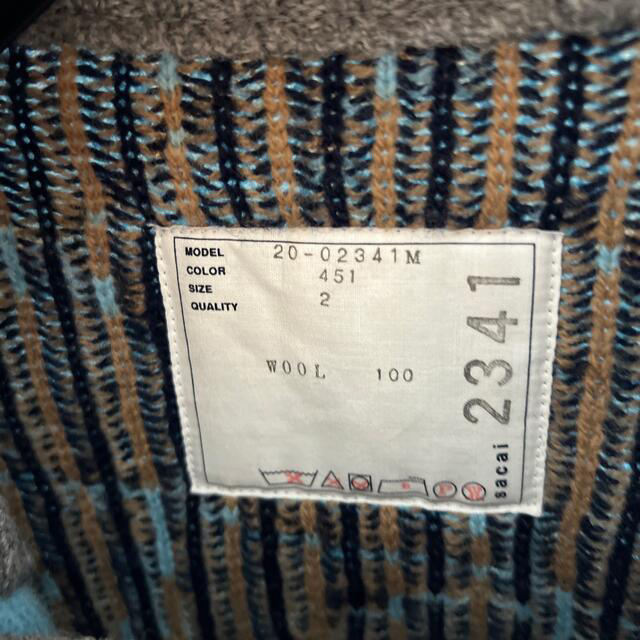 MODEL 20-02341M
COLOR 451
SIZE 2
QUALITY
WOOL 100
sacai 2341